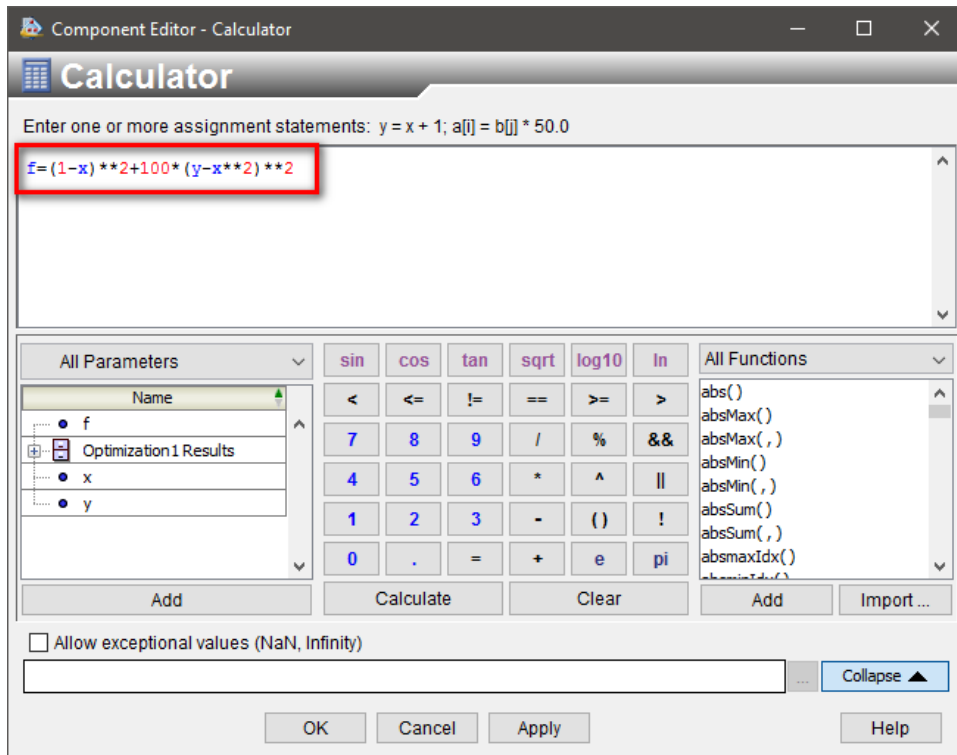 Component Editor - Calculator
Calculator
Enter one or more assignment statements: y = x + 1; a[i] = b[j] * 50.0
f=(1-x)**2+100*(y-x**2)**2
All Parameters
sin cos tan sqrt log10 ln
All Functions
Name
f
Optimization1 Results
x
y
< <= != == >= >
7 8 9 / % &&
4 5 6 * ^ ||
1 2 3 - () !
0 . = + e pi
abs()
absMax()
absMax(,)
absMin()
absMin(,)
absSum()
absSum(,)
absmaxIdx()
Add Calculate Clear Add Import ...
Allow exceptional values (NaN, Infinity)
... Collapse
OK Cancel Apply Help